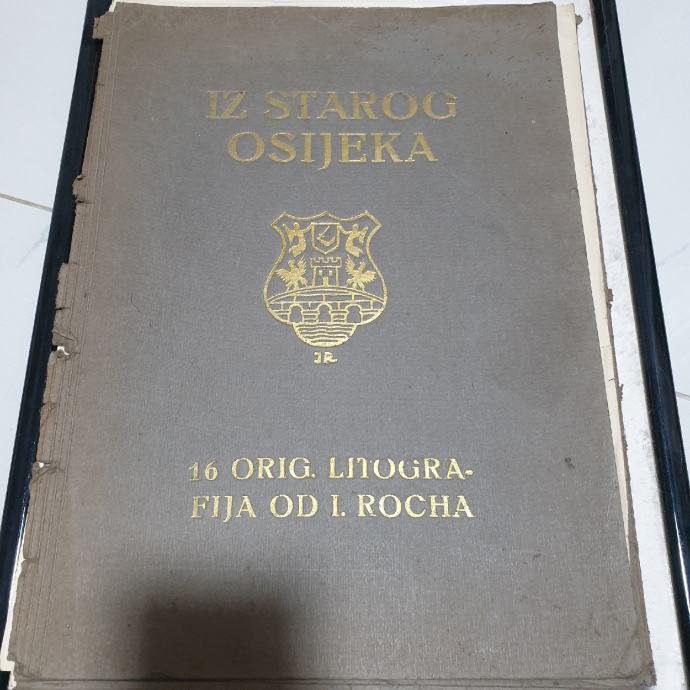 IZ STAROG
OSIJEKA
IR
16 ORIG. LITOGRA-
FIJA OD I. ROCHA